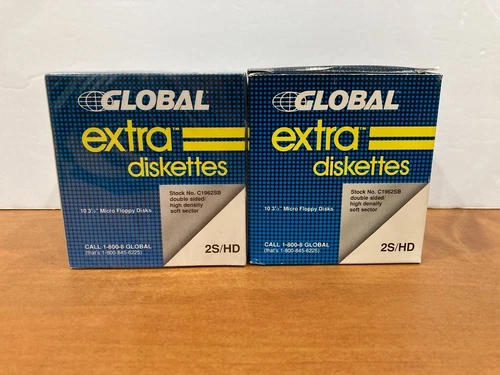 GLOBAL
extra™
diskettes
Stock No. C1962SB
double sided/
high density
soft sector
10 3½" Micro Floppy Disks
CALL 1-800-8 GLOBAL
(that's 1-800-845-6225)
2S/HD
GLOBAL
extra™
diskettes
Stock No. C1962SB
double sided/
high density
soft sector
10 3½" Micro Floppy Disks
CALL 1-800-8 GLOBAL
(that's 1-800-845-6225)
2S/HD